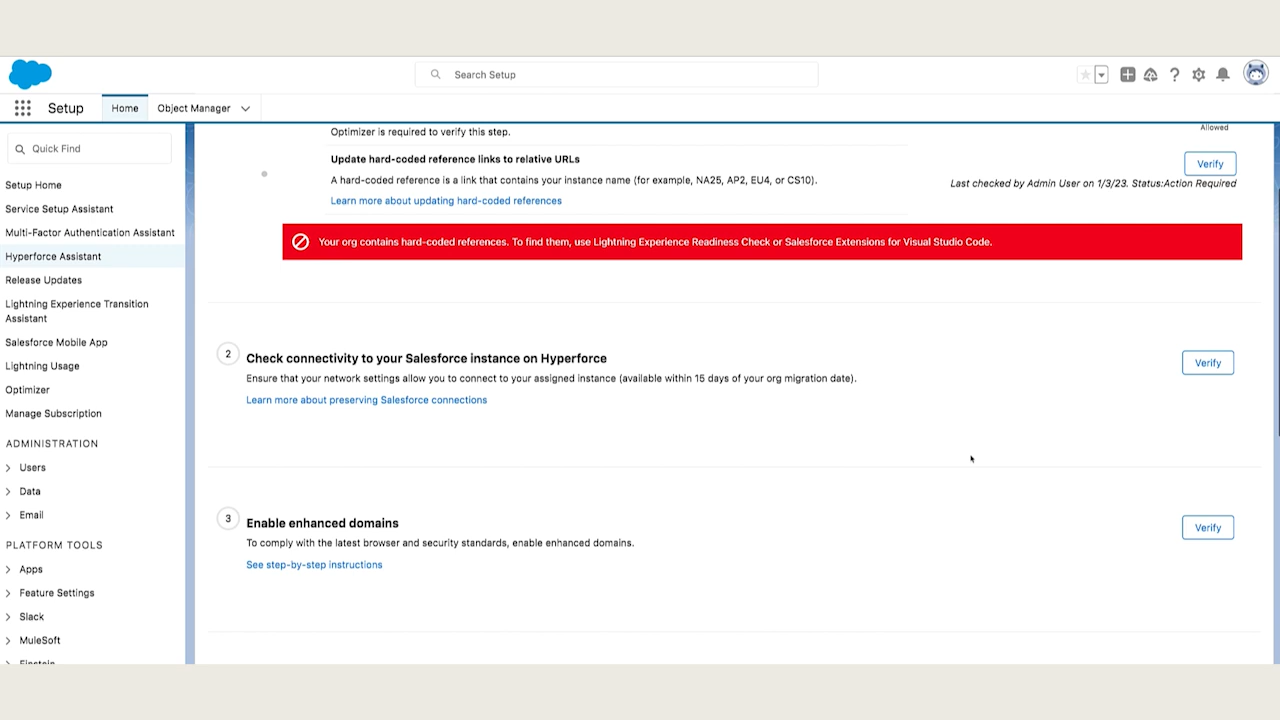 Search Setup
Setup
Home
Object Manager
Quick Find
Setup Home
Service Setup Assistant
Multi-Factor Authentication Assistant
Hyperforce Assistant
Release Updates
Lightning Experience Transition
Assistant
Salesforce Mobile App
Lightning Usage
Optimizer
Manage Subscription
ADMINISTRATION
Users
Data
Email
PLATFORM TOOLS
Apps
Feature Settings
Slack
MuleSoft
Einstein
Optimizer is required to verify this step.
Allowed
Update hard-coded reference links to relative URLs
Verify
A hard-coded reference is a link that contains your instance name (for example, NA25, AP2, EU4, or CS10).
Last checked by Admin User on 1/3/23. Status:Action Required
Learn more about updating hard-coded references
Your org contains hard-coded references. To find them, use Lightning Experience Readiness Check or Salesforce Extensions for Visual Studio Code.
2
Check connectivity to your Salesforce instance on Hyperforce
Verify
Ensure that your network settings allow you to connect to your assigned instance (available within 15 days of your org migration date).
Learn more about preserving Salesforce connections
3
Enable enhanced domains
Verify
To comply with the latest browser and security standards, enable enhanced domains.
See step-by-step instructions